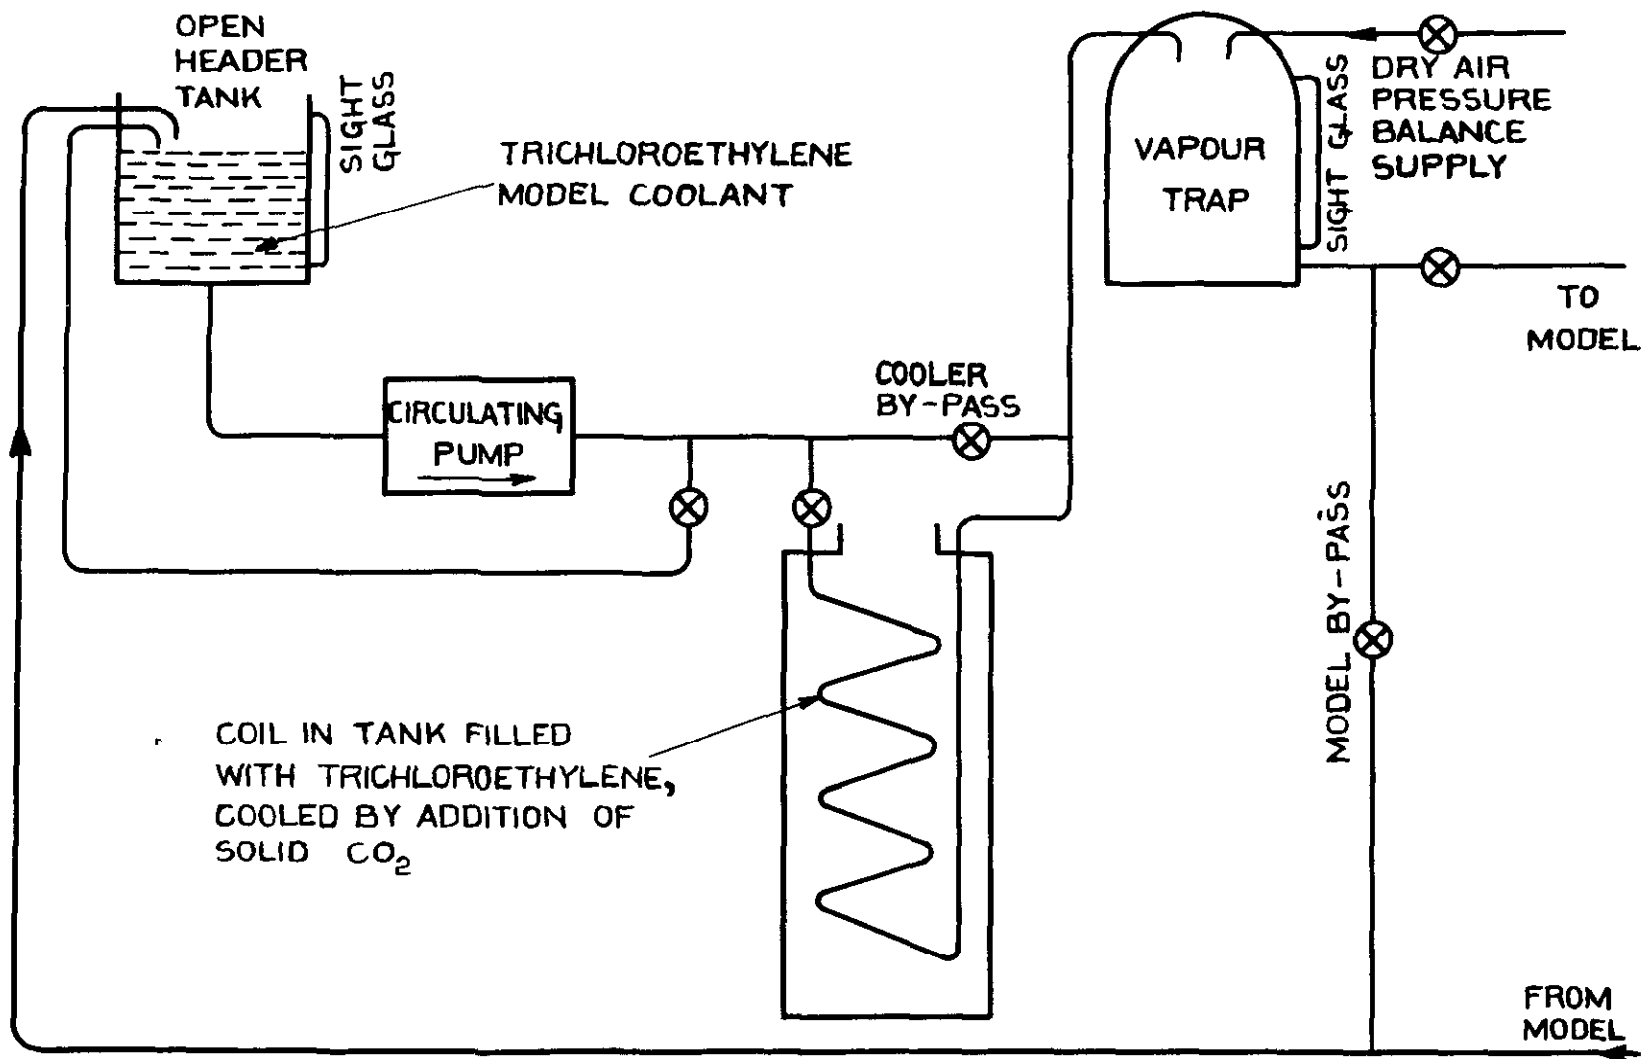 OPEN
HEADER
TANK
SIGHT
GLASS
TRICHLOROETHYLENE
MODEL COOLANT
VAPOUR
TRAP
SIGHT GLASS
DRY AIR
PRESSURE
BALANCE
SUPPLY
TO
MODEL
CIRCULATING
PUMP
COOLER
BY-PASS
MODEL BY-PASS
COIL IN TANK FILLED
WITH TRICHLOROETHYLENE,
COOLED BY ADDITION OF
SOLID CO₂
FROM
MODEL